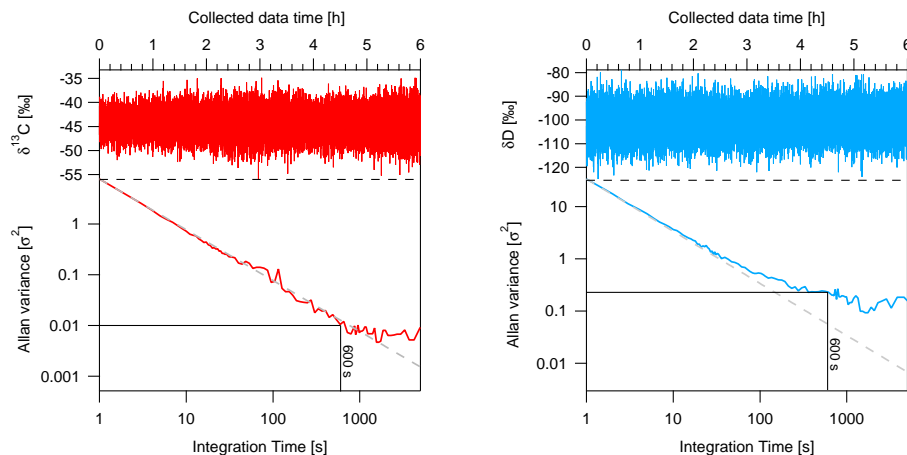 Collected data time [h]
0 1 2 3 4 5 6
-35
-40
-45
-50
-55
δ¹³C [‰]
1
0.1
0.01
0.001
Allan variance [σ²]
600 s
1 10 100 1000
Integration Time [s]
Collected data time [h]
0 1 2 3 4 5 6
-80
-90
-100
-110
-120
δD [‰]
10
1
0.1
0.01
Allan variance [σ²]
600 s
1 10 100 1000
Integration Time [s]